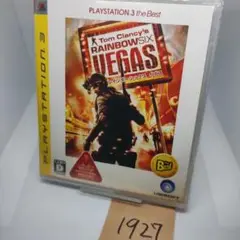 PLAYSTATION 3 the Best
PLAYSTATION 3
Tom Clancy's
RAINBOW SIX
VEGAS
1927